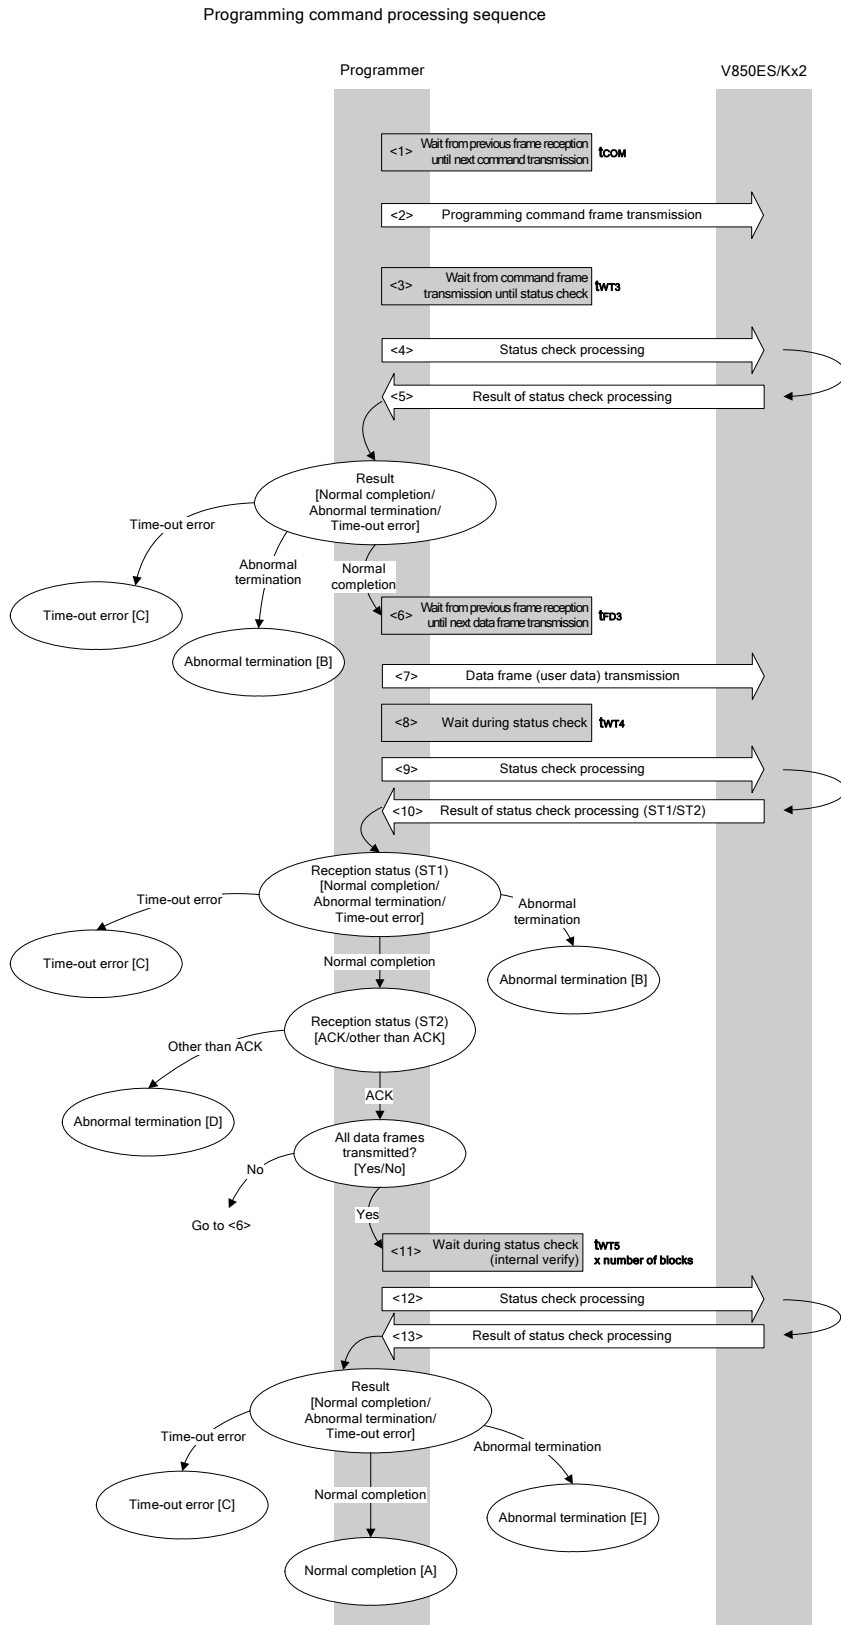 Programming command processing sequence
Programmer
V850ES/Kx2
<1> Wait from previous frame reception
until next command transmission
tCOM
<2> Programming command frame transmission
<3> Wait from command frame
transmission until status check
tWT3
<4> Status check processing
<5> Result of status check processing
Result
[Normal completion/
Abnormal termination/
Time-out error]
Time-out error
Abnormal
termination
Normal
completion
Time-out error [C]
Abnormal termination [B]
<6> Wait from previous frame reception
until next data frame transmission
tFD3
<7> Data frame (user data) transmission
<8> Wait during status check
tWT4
<9> Status check processing
<10> Result of status check processing (ST1/ST2)
Reception status (ST1)
[Normal completion/
Abnormal termination/
Time-out error]
Time-out error
Abnormal
termination
Time-out error [C]
Normal completion
Abnormal termination [B]
Reception status (ST2)
[ACK/other than ACK]
Other than ACK
ACK
Abnormal termination [D]
All data frames
transmitted?
[Yes/No]
No
Go to <6>
Yes
<11> Wait during status check
(internal verify)
tWT5
x number of blocks
<12> Status check processing
<13> Result of status check processing
Result
[Normal completion/
Abnormal termination/
Time-out error]
Time-out error
Abnormal termination
Time-out error [C]
Normal completion
Abnormal termination [E]
Normal completion [A]